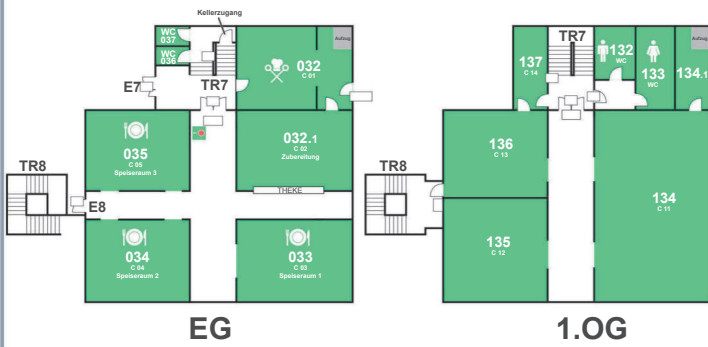 Kellerzugang
WC
037
WC
036
E7
TR7
032
C 01
Aufzug
035
C 05
Speiseraum 3
032.1
C 02
Zubereitung
THEKE
TR8
E8
034
C 04
Speiseraum 2
033
C 03
Speiseraum 1
EG
TR7
137
C 14
132
WC
133
WC
134.1
Aufzug
136
C 13
TR8
134
C 11
135
C 12
1.OG